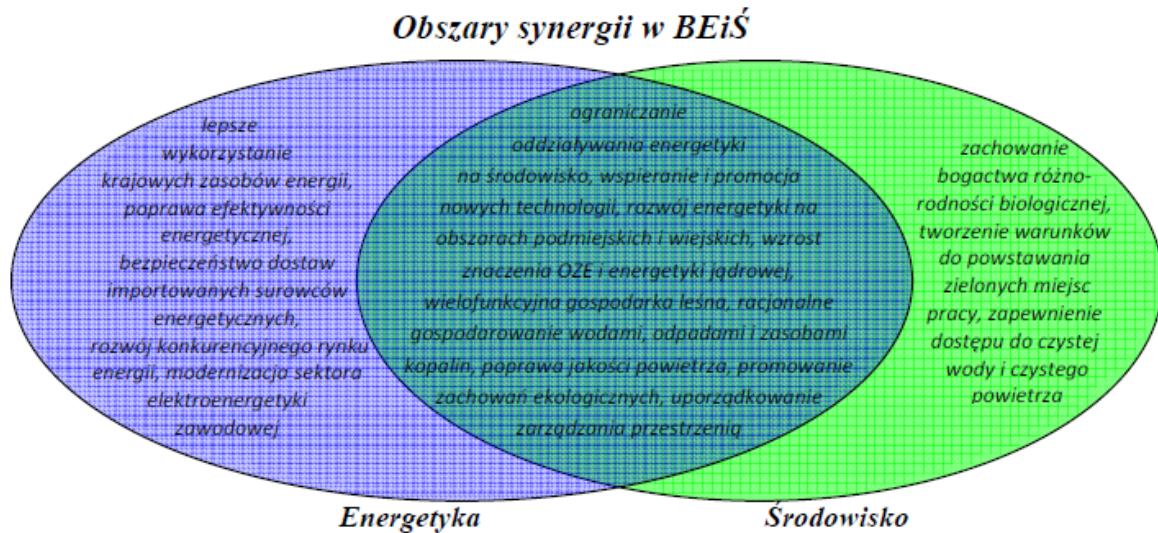 Obszary synergii w BEiŚ
lepsze
wykorzystanie
krajowych zasobów energii,
poprawa efektywności
energetycznej,
bezpieczeństwo dostaw
importowanych surowców
energetycznych,
rozwój konkurencyjnego rynku
energii, modernizacja sektora
elektroenergetyki
zawodowej
ograniczanie
oddziaływania energetyki
na środowisko, wspieranie i promocja
nowych technologii, rozwój energetyki na
obszarach podmiejskich i wiejskich, wzrost
znaczenia OZE i energetyki jądrowej,
wielofunkcyjna gospodarka leśna, racjonalne
gospodarowanie wodami, odpadami i zasobami
kopalin, poprawa jakości powietrza, promowanie
zachowań ekologicznych, uporządkowanie
zarządzania przestrzenią
zachowanie
bogactwa różno-
rodności biologicznej,
tworzenie warunków
do powstawania
zielonych miejsc
pracy, zapewnienie
dostępu do czystej
wody i czystego
powietrza
Energetyka
Środowisko